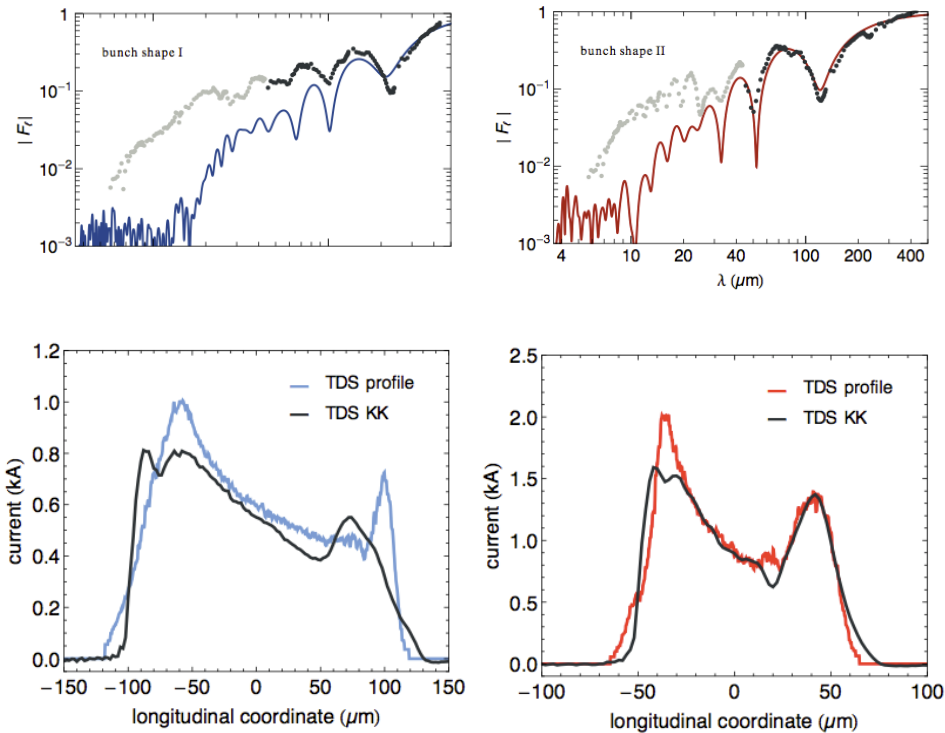 1
bunch shape I
10⁻¹
| Fℓ|
10⁻²
10⁻³
1
bunch shape II
10⁻¹
| Fℓ |
10⁻²
10⁻³
4 10 20 40 100 200 400
λ (μm)
1.2
1.0
0.8
0.6
0.4
0.2
0.0
current (kA)
TDS profile
TDS KK
−150 −100 −50 0 50 100 150
longitudinal coordinate (μm)
2.5
2.0
1.5
1.0
0.5
0.0
current (kA)
TDS profile
TDS KK
−100 −50 0 50 100
longitudinal coordinate (μm)